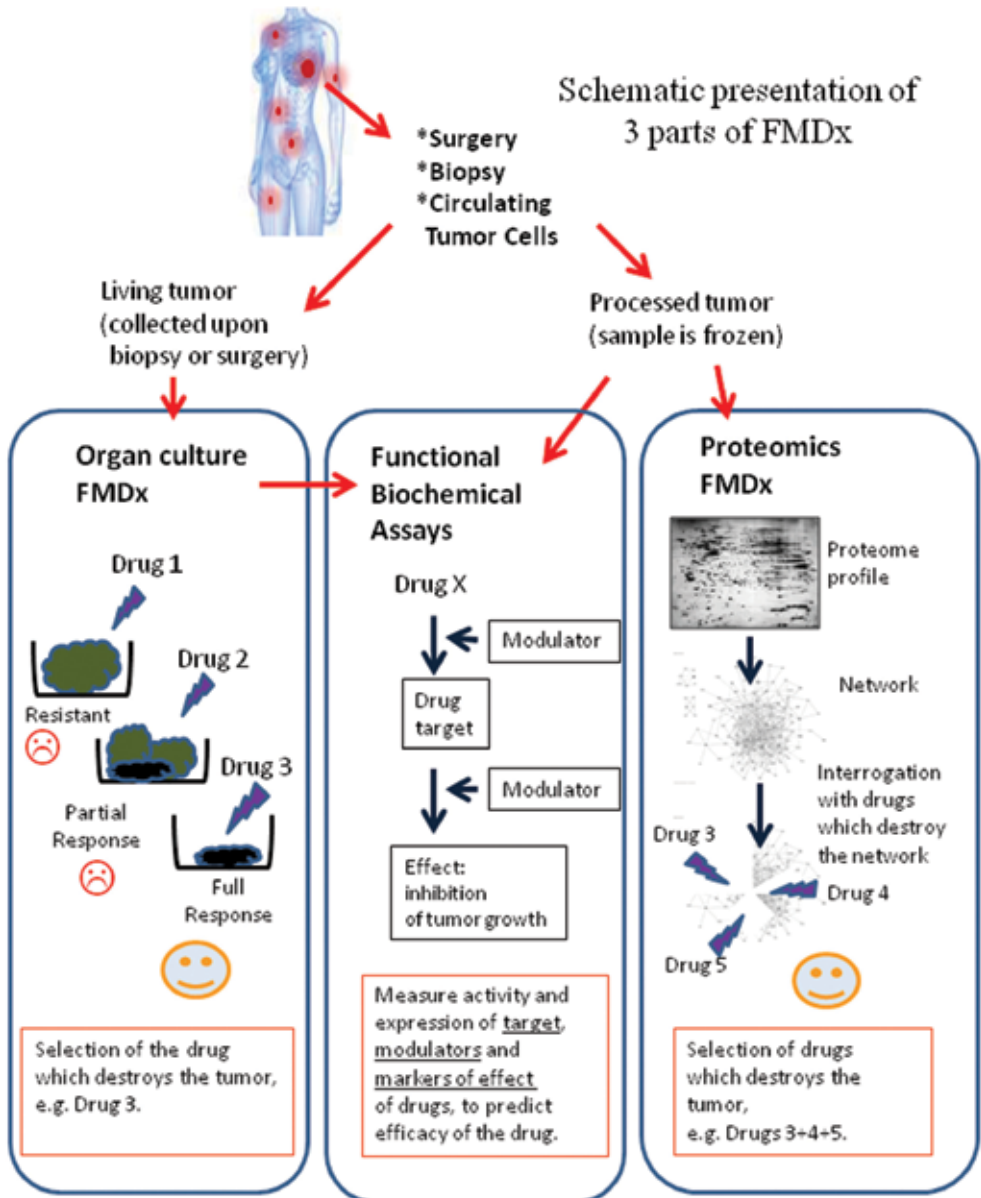 Schematic presentation of
3 parts of FMDx
*Surgery
*Biopsy
*Circulating
Tumor Cells
Living tumor
(collected upon
biopsy or surgery)
Processed tumor
(sample is frozen)
Organ culture
FMDx
Drug 1
Drug 2
Resistant
Drug 3
Partial
Response
Full
Response
Selection of the drug
which destroys the tumor,
e.g. Drug 3.
Functional
Biochemical
Assays
Drug X
Modulator
Drug
target
Modulator
Effect:
inhibition
of tumor growth
Measure activity and
expression of target,
modulators and
markers of effect
of drugs, to predict
efficacy of the drug.
Proteomics
FMDx
Proteome
profile
Network
Interrogation
with drugs
which destroy
the network
Drug 3
Drug 4
Drug 5
Selection of drugs
which destroys the
tumor,
e.g. Drugs 3+4+5.